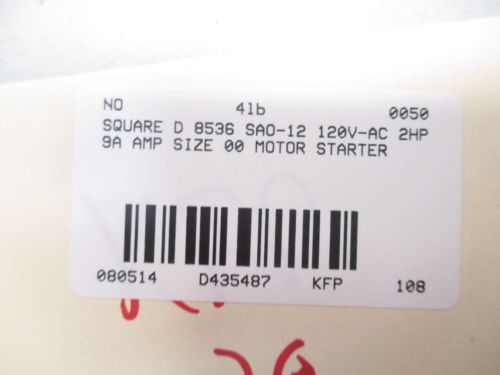 NO 41b 0050
SQUARE D 8536 SAO-12 120V-AC 2HP
9A AMP SIZE 00 MOTOR STARTER
080514 D435487 KFP 108